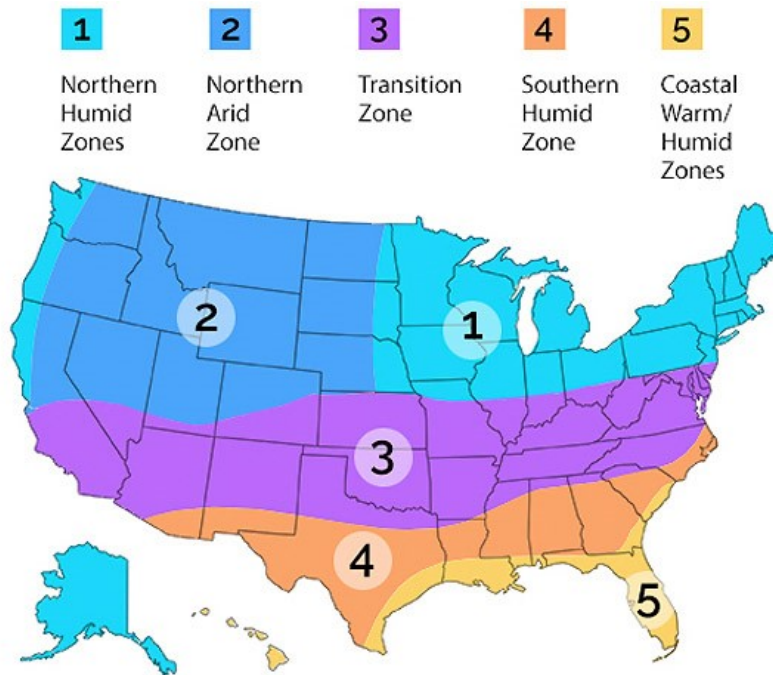 1
Northern
Humid
Zones
2
Northern
Arid
Zone
3
Transition
Zone
4
Southern
Humid
Zone
5
Coastal
Warm/
Humid
Zones
2
1
3
4
5